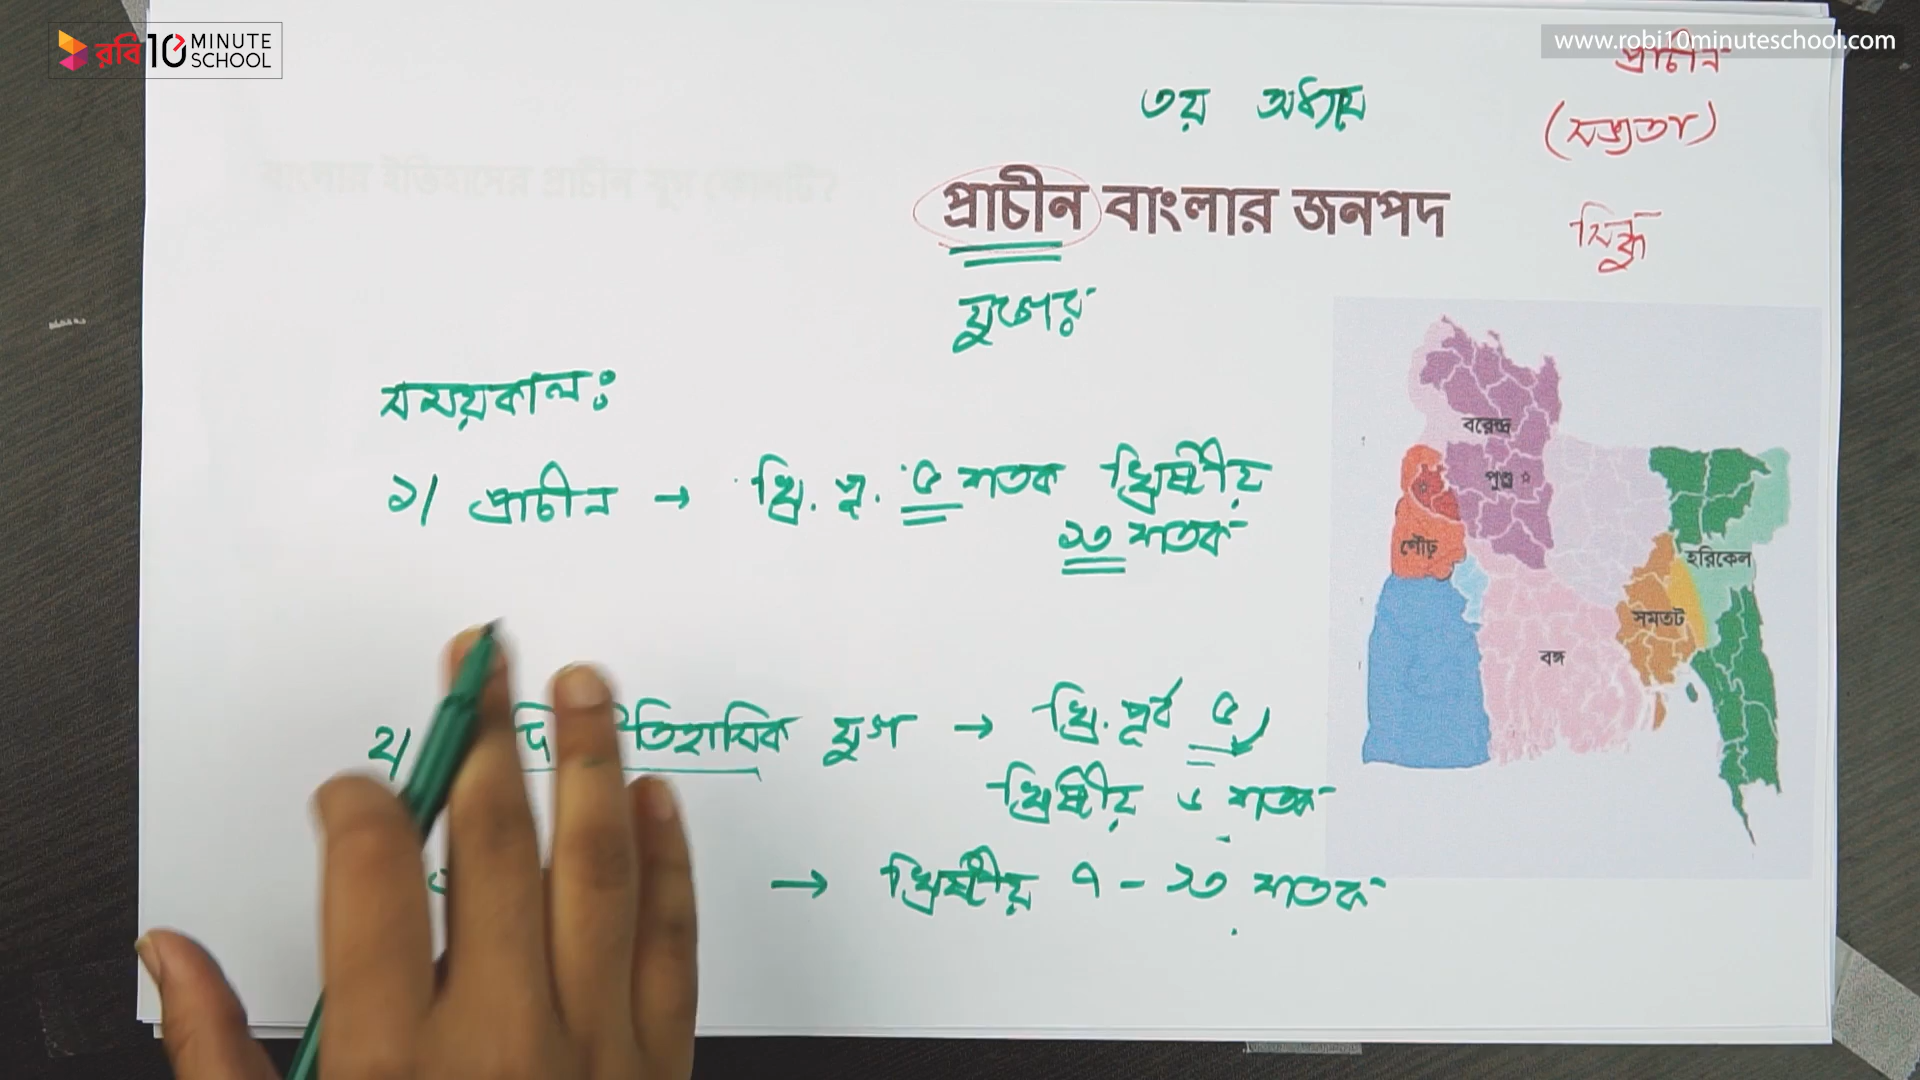 রবি 10 MINUTE SCHOOL
www.robi10minuteschool.com
প্রাচীন
(সভ্যতা)
সিন্ধু
৩য় অধ্যায়
প্রাচীন বাংলার জনপদ
যুগের
সময়কাল:
১/ প্রাচীন → খ্রি. পূ. ৫ শতক খ্রিষ্টীয়
১৩ শতক
২/ যুগ → খ্রি. পূর্ব ৫
খ্রিষ্টীয় ৬ শতক
→ খ্রিষ্টীয় ৭ - ১৩ শতক
বরেন্দ্র
পুণ্ড্র
গৌড়
হরিকেল
সমতট
বঙ্গ